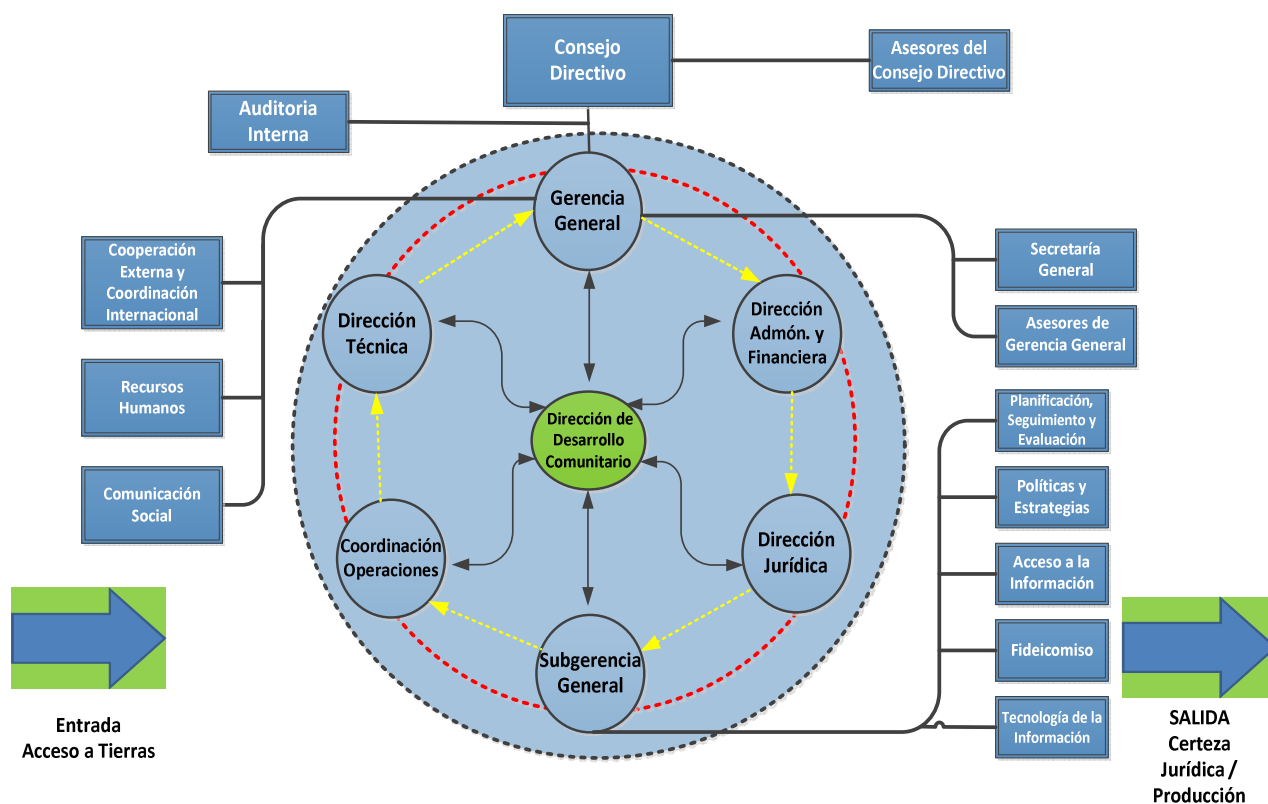 Consejo
Directivo
Asesores del
Consejo Directivo
Auditoria
Interna
Gerencia
General
Cooperación
Externa y
Coordinación
Internacional
Recursos
Humanos
Comunicación
Social
Dirección
Técnica
Dirección
Admón. y
Financiera
Dirección de
Desarrollo
Comunitario
Coordinación
Operaciones
Dirección
Jurídica
Subgerencia
General
Secretaría
General
Asesores de
Gerencia General
Planificación,
Seguimiento y
Evaluación
Políticas y
Estrategias
Acceso a la
Información
Fideicomiso
Tecnología de la
Información
Entrada
Acceso a Tierras
SALIDA
Certeza
Jurídica /
Producción